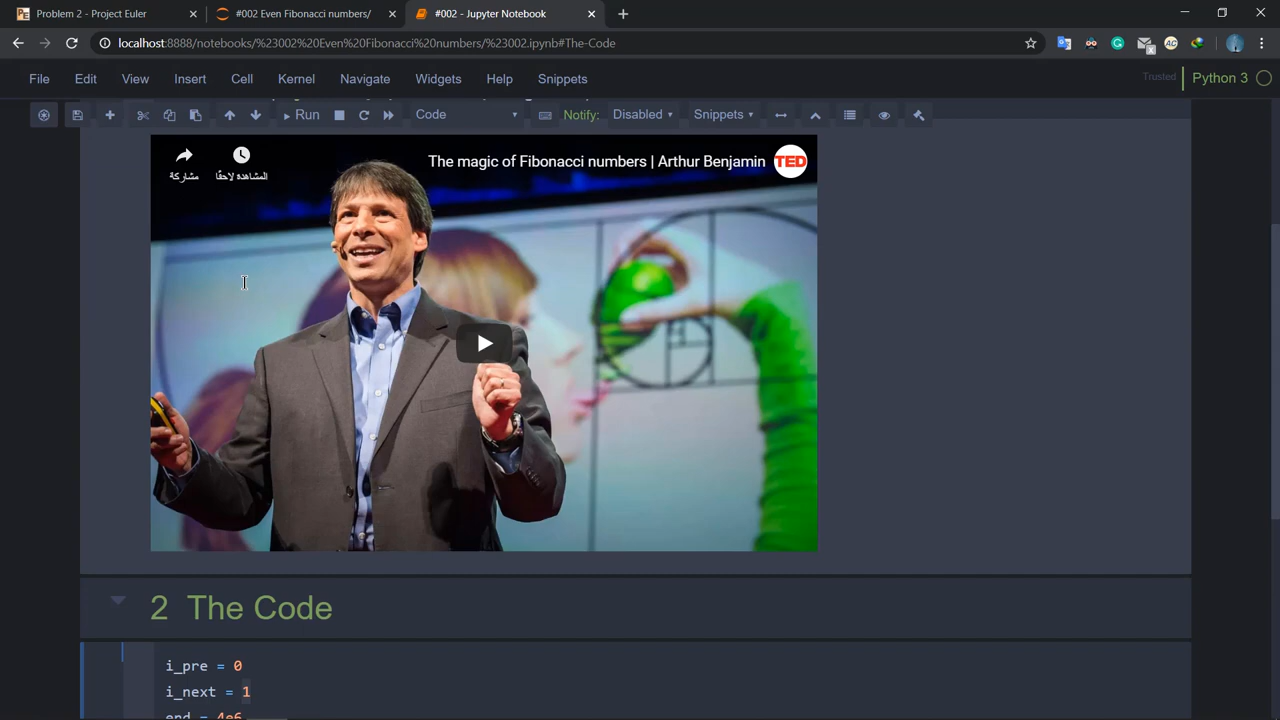 Problem 2 - Project Euler
#002 Even Fibonacci numbers/
#002 - Jupyter Notebook
localhost:8888/notebooks/%23002%20Even%20Fibonacci%20numbers/%23002.ipynb#The-Code
File Edit View Insert Cell Kernel Navigate Widgets Help Snippets
Trusted
Python 3
Run
Code
Notify:
Disabled
Snippets
مشاركة
المشاهدة لاحقًا
The magic of Fibonacci numbers | Arthur Benjamin
TED
2 The Code
i_pre = 0
i_next = 1
end = 4e6